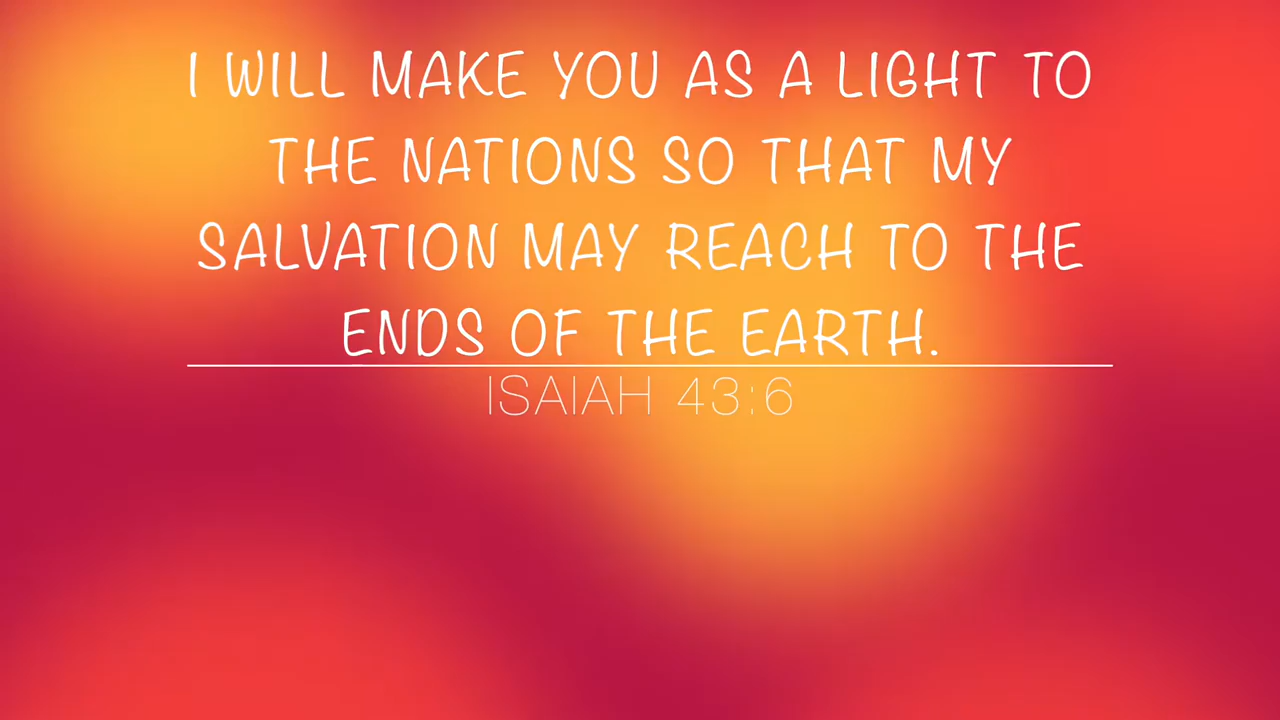 I WILL MAKE YOU AS A LIGHT TO
THE NATIONS SO THAT MY
SALVATION MAY REACH TO THE
ENDS OF THE EARTH.
ISAIAH 43:6